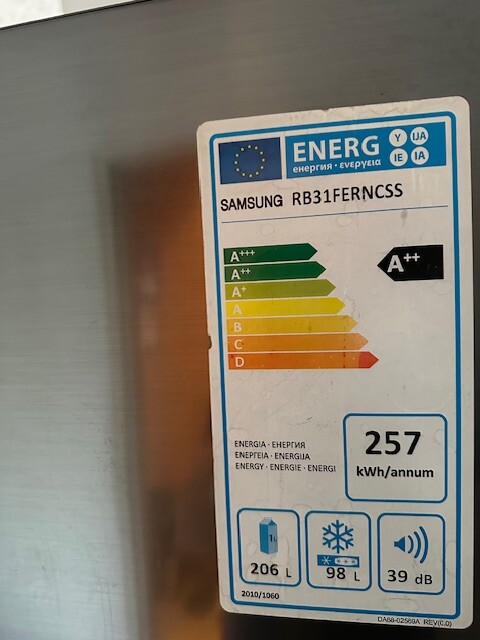 ENERG Y IJA
енергия · ενεργεια IE IA
SAMSUNG RB31FERNCSS
A+++
A++
A++
A+
A
B
C
D
ENERGIA · ЕНЕРГИЯ
ΕΝΕΡΓΕΙΑ · ENERGIJA
ENERGY · ENERGIE · ENERGI
257
kWh/annum
206 L
98 L
39 dB
2010/1060
DA68-02569A REV(0.0)